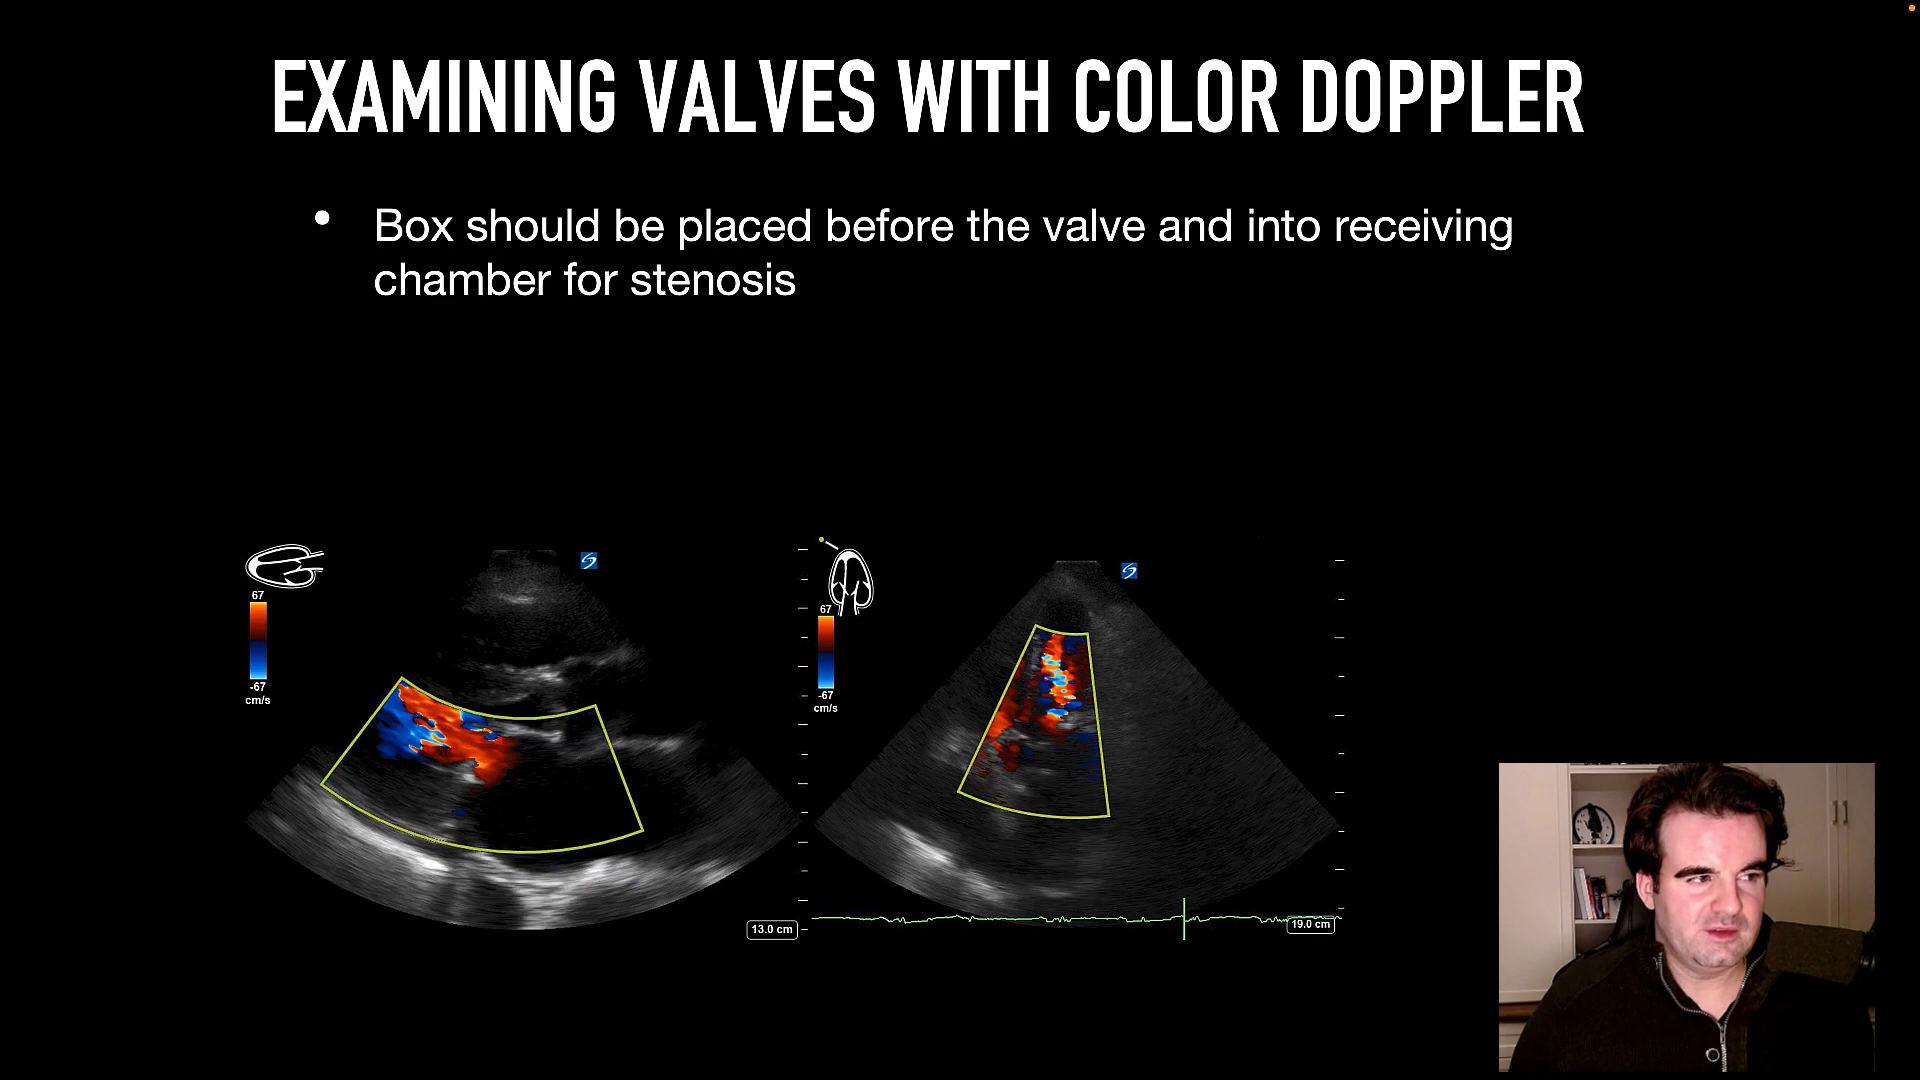 EXAMINING VALVES WITH COLOR DOPPLER
• Box should be placed before the valve and into receiving
chamber for stenosis
67
-67
cm/s
13.0 cm
67
-67
cm/s
19.0 cm